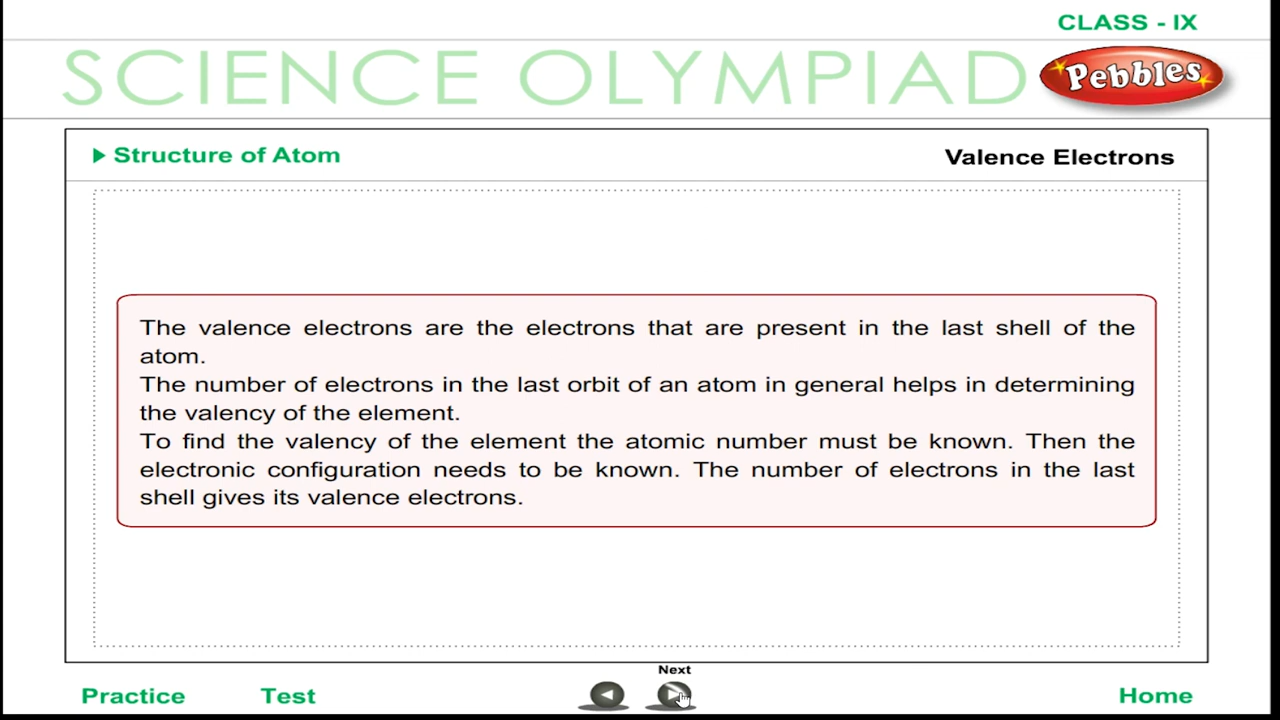 CLASS - IX
SCIENCE OLYMPIAD
Pebbles
Structure of Atom
Valence Electrons
The valence electrons are the electrons that are present in the last shell of the
atom.
The number of electrons in the last orbit of an atom in general helps in determining
the valency of the element.
To find the valency of the element the atomic number must be known. Then the
electronic configuration needs to be known. The number of electrons in the last
shell gives its valence electrons.
Next
Practice
Test
Home